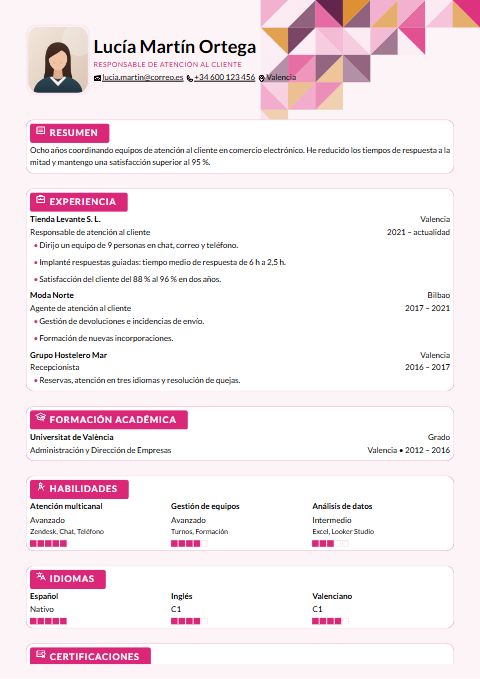 Lucía Martín Ortega
RESPONSABLE DE ATENCIÓN AL CLIENTE
lucia.martin@correo.es +34 600 123 456 Valencia
RESUMEN
Ocho años coordinando equipos de atención al cliente en comercio electrónico. He reducido los tiempos de respuesta a la
mitad y mantengo una satisfacción superior al 95 %.
EXPERIENCIA
Tienda Levante S. L. Valencia
Responsable de atención al cliente 2021 – actualidad
• Dirijo un equipo de 9 personas en chat, correo y teléfono.
• Implanté respuestas guiadas: tiempo medio de respuesta de 6 h a 2,5 h.
• Satisfacción del cliente del 88 % al 96 % en dos años.
Moda Norte Bilbao
Agente de atención al cliente 2017 – 2021
• Gestión de devoluciones e incidencias de envío.
• Formación de nuevas incorporaciones.
Grupo Hostelero Mar Valencia
Recepcionista 2016 – 2017
• Reservas, atención en tres idiomas y resolución de quejas.
FORMACIÓN ACADÉMICA
Universitat de València Grado
Administración y Dirección de Empresas Valencia • 2012 – 2016
HABILIDADES
Atención multicanal Gestión de equipos Análisis de datos
Avanzado Avanzado Intermedio
Zendesk, Chat, Teléfono Turnos, Formación Excel, Looker Studio
IDIOMAS
Español Inglés Valenciano
Nativo C1 C1
CERTIFICACIONES